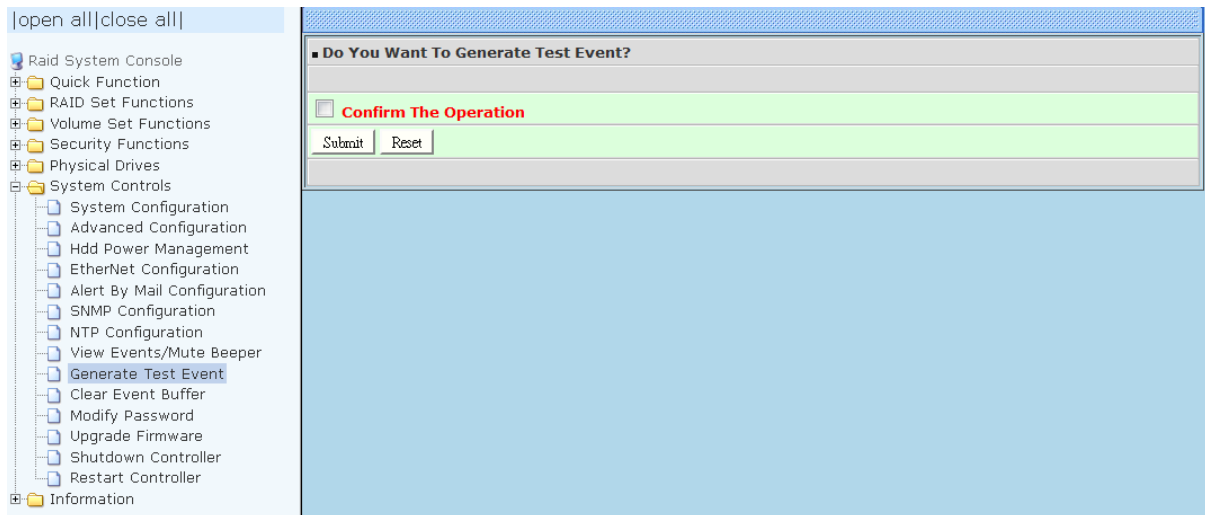 |open all|close all|
Raid System Console
Quick Function
RAID Set Functions
Volume Set Functions
Security Functions
Physical Drives
System Controls
System Configuration
Advanced Configuration
Hdd Power Management
EtherNet Configuration
Alert By Mail Configuration
SNMP Configuration
NTP Configuration
View Events/Mute Beeper
Generate Test Event
Clear Event Buffer
Modify Password
Upgrade Firmware
Shutdown Controller
Restart Controller
Information
Do You Want To Generate Test Event?
Confirm The Operation
Submit Reset